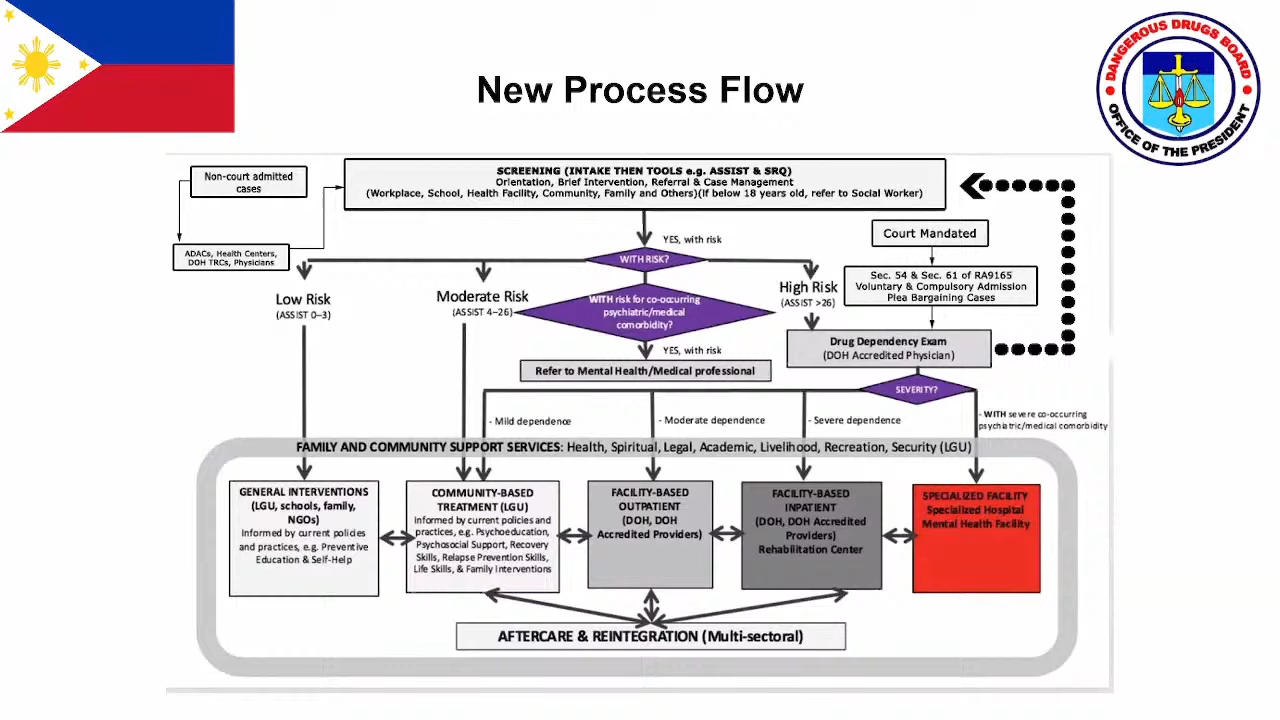 New Process Flow
DANGEROUS DRUGS BOARD
OFFICE OF THE PRESIDENT
Non-court admitted
cases
SCREENING (INTAKE THEN TOOLS e.g. ASSIST & SRQ)
Orientation, Brief Intervention, Referral & Case Management
(Workplace, School, Health Facility, Community, Family and Others)(If below 18 years old, refer to Social Worker)
ADACs, Health Centers,
DOH TRCs, Physicians
YES, with risk
WITH RISK?
Court Mandated
Sec. 54 & Sec. 61 of RA9165
Voluntary & Compulsory Admission
Plea Bargaining Cases
Low Risk
(ASSIST 0–3)
Moderate Risk
(ASSIST 4–26)
WITH risk for co-occurring
psychiatric/medical
comorbidity?
High Risk
(ASSIST >26)
YES, with risk
Refer to Mental Health/Medical professional
Drug Dependency Exam
(DOH Accredited Physician)
SEVERITY?
- Mild dependence
- Moderate dependence
- Severe dependence
- WITH severe co-occurring
psychiatric/medical comorbidity
FAMILY AND COMMUNITY SUPPORT SERVICES: Health, Spiritual, Legal, Academic, Livelihood, Recreation, Security (LGU)
GENERAL INTERVENTIONS
(LGU, schools, family,
NGOs)
Informed by current policies
and practices, e.g. Preventive
Education & Self-Help
COMMUNITY-BASED
TREATMENT (LGU)
Informed by current policies and
practices, e.g. Psychoeducation,
Psychosocial Support, Recovery
Skills, Relapse Prevention Skills,
Life Skills, & Family Interventions
FACILITY-BASED
OUTPATIENT
(DOH, DOH
Accredited Providers)
FACILITY-BASED
INPATIENT
(DOH, DOH Accredited
Providers)
Rehabilitation Center
SPECIALIZED FACILITY
Specialized Hospital
Mental Health Facility
AFTERCARE & REINTEGRATION (Multi-sectoral)